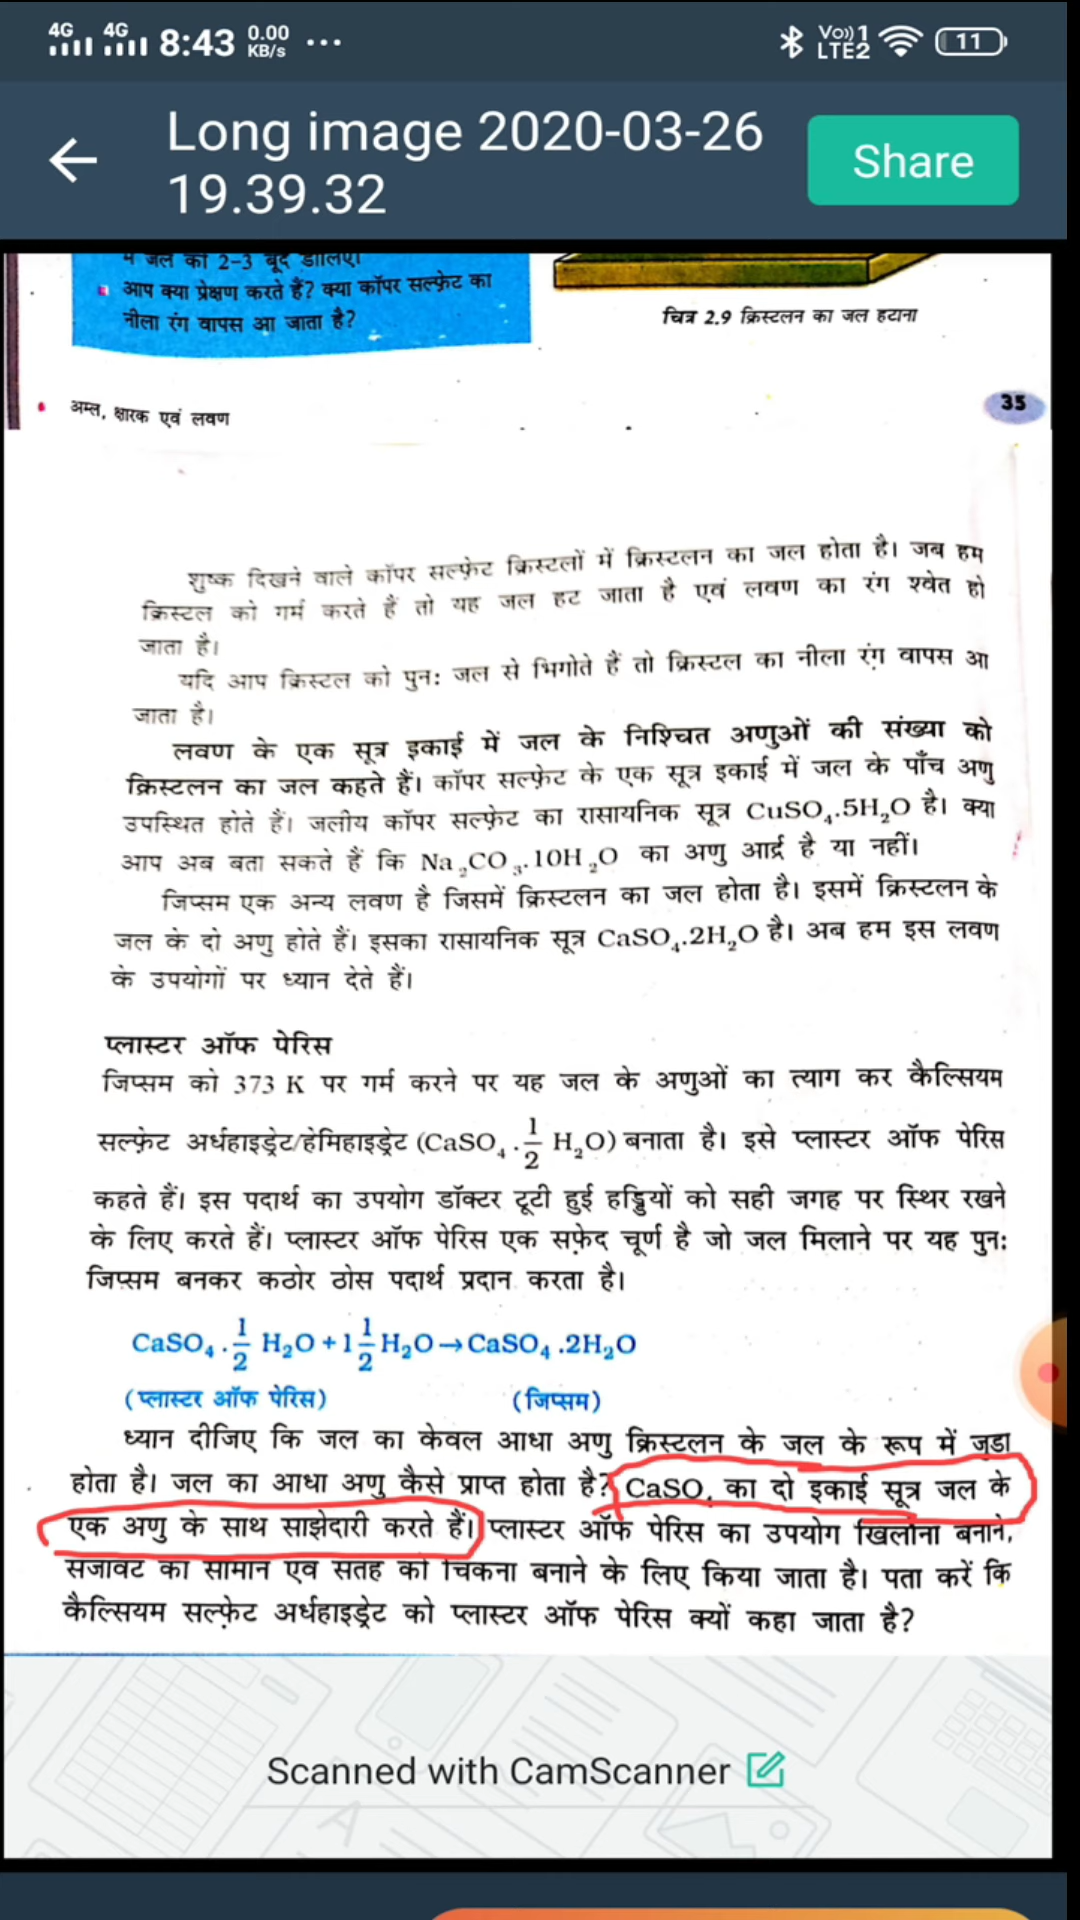 4G 4G 8:43 0.00 KB/s ...
Vo)) 1 LTE2 11
Long image 2020-03-26
19.39.32
Share
में जल की 2-3 बूँद डालिए।
आप क्या प्रेक्षण करते हैं? क्या कॉपर सल्फ़ेट का
नीला रंग वापस आ जाता है?
चित्र 2.9 क्रिस्टलन का जल हटाना
अम्ल, क्षारक एवं लवण
35
शुष्क दिखने वाले कॉपर सल्फ़ेट क्रिस्टलों में क्रिस्टलन का जल होता है। जब हम
क्रिस्टल को गर्म करते हैं तो यह जल हट जाता है एवं लवण का रंग श्वेत हो
जाता है।
यदि आप क्रिस्टल को पुन: जल से भिगोते हैं तो क्रिस्टल का नीला रंग वापस आ
जाता है।
लवण के एक सूत्र इकाई में जल के निश्चित अणुओं की संख्या को
क्रिस्टलन का जल कहते हैं। कॉपर सल्फ़ेट के एक सूत्र इकाई में जल के पाँच अणु
उपस्थित होते हैं। जलीय कॉपर सल्फ़ेट का रासायनिक सूत्र CuSO₄.5H₂O है। क्या
आप अब बता सकते हैं कि Na₂CO₃.10H₂O का अणु आर्द्र है या नहीं।
जिप्सम एक अन्य लवण है जिसमें क्रिस्टलन का जल होता है। इसमें क्रिस्टलन के
जल के दो अणु होते हैं। इसका रासायनिक सूत्र CaSO₄.2H₂O है। अब हम इस लवण
के उपयोगों पर ध्यान देते हैं।
प्लास्टर ऑफ पेरिस
जिप्सम को 373 K पर गर्म करने पर यह जल के अणुओं का त्याग कर कैल्सियम
सल्फ़ेट अर्धहाइड्रेट/हेमिहाइड्रेट (CaSO₄.1/2 H₂O) बनाता है। इसे प्लास्टर ऑफ पेरिस
कहते हैं। इस पदार्थ का उपयोग डॉक्टर टूटी हुई हड्डियों को सही जगह पर स्थिर रखने
के लिए करते हैं। प्लास्टर ऑफ पेरिस एक सफ़ेद चूर्ण है जो जल मिलाने पर यह पुन:
जिप्सम बनकर कठोर ठोस पदार्थ प्रदान करता है।
CaSO₄.1/2 H₂O + 1 1/2 H₂O → CaSO₄.2H₂O
(प्लास्टर ऑफ पेरिस) (जिप्सम)
ध्यान दीजिए कि जल का केवल आधा अणु क्रिस्टलन के जल के रूप में जुडा
होता है। जल का आधा अणु कैसे प्राप्त होता है? CaSO₄ का दो इकाई सूत्र जल के
एक अणु के साथ साझेदारी करते हैं। प्लास्टर ऑफ पेरिस का उपयोग खिलौना बनाने,
सजावट का सामान एवं सतह को चिकना बनाने के लिए किया जाता है। पता करें कि
कैल्सियम सल्फ़ेट अर्धहाइड्रेट को प्लास्टर ऑफ पेरिस क्यों कहा जाता है?
Scanned with CamScanner